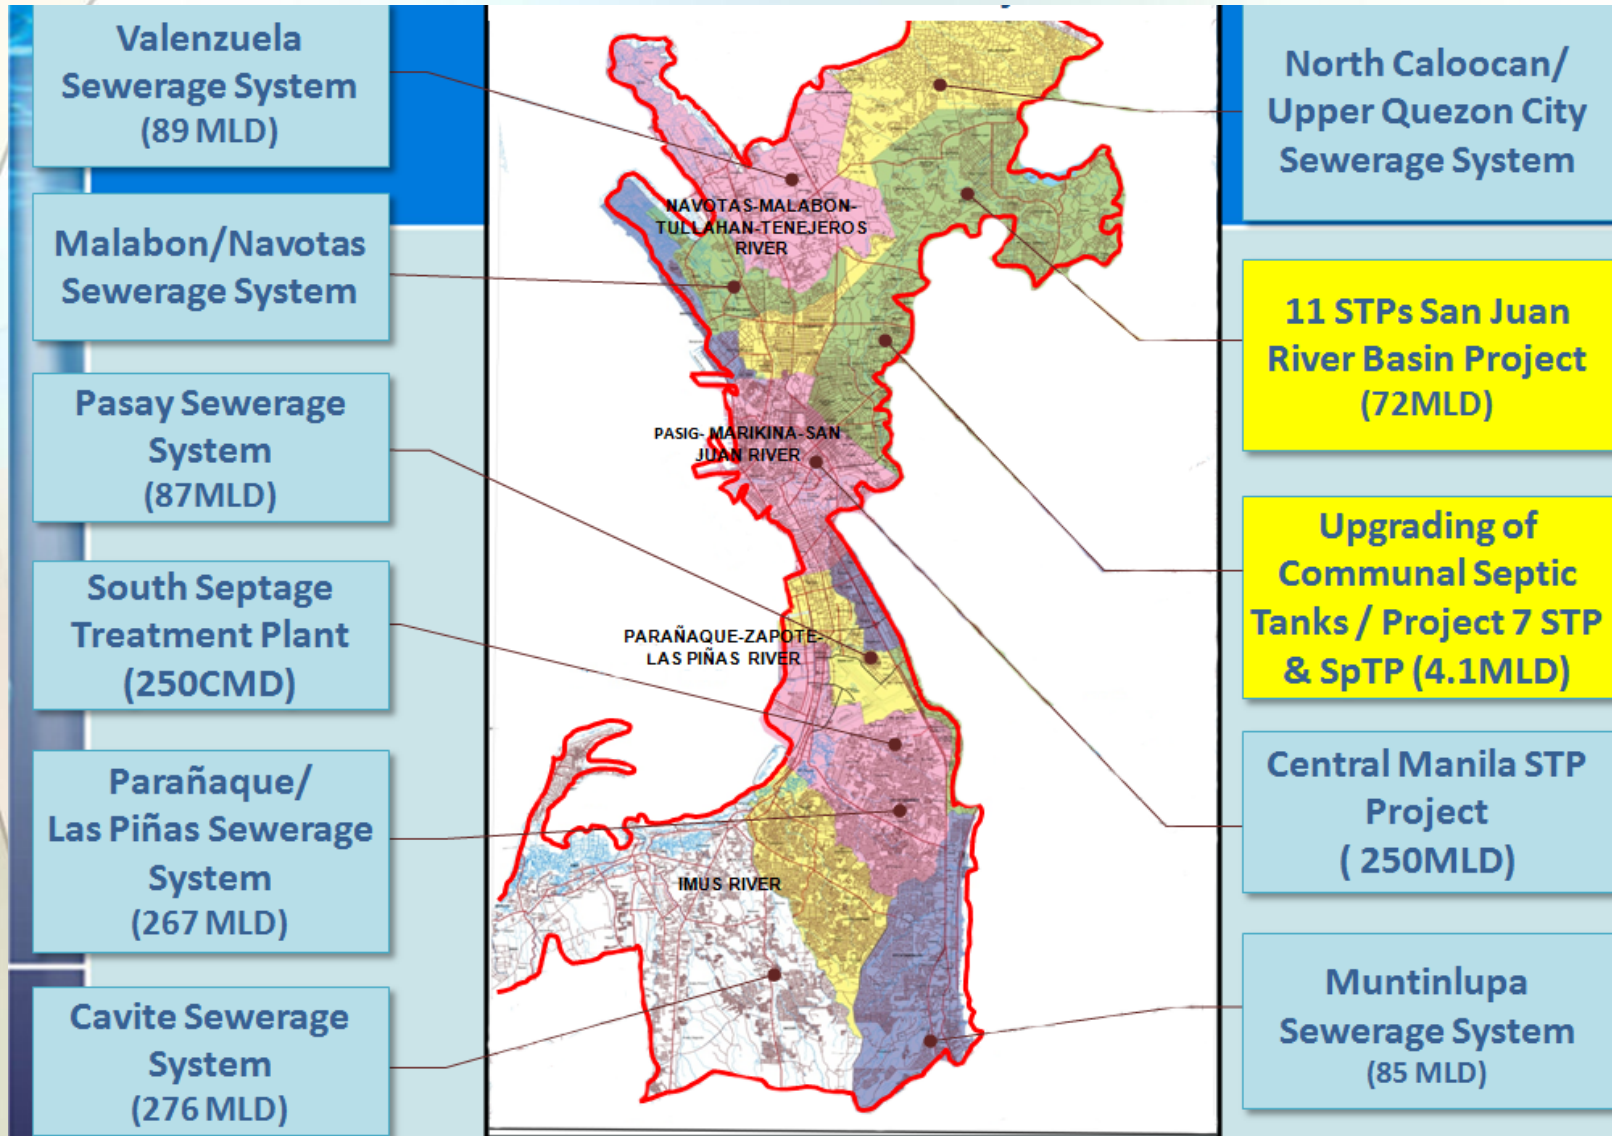 Valenzuela
Sewerage System
(89 MLD)
Malabon/Navotas
Sewerage System
Pasay Sewerage
System
(87MLD)
South Septage
Treatment Plant
(250CMD)
Parañaque/
Las Piñas Sewerage
System
(267 MLD)
Cavite Sewerage
System
(276 MLD)
NAVOTAS-MALABON-
TULLAHAN-TENEJEROS
RIVER
PASIG- MARIKINA-SAN
JUAN RIVER
PARAÑAQUE-ZAPOTE-
LAS PIÑAS RIVER
IMUS RIVER
North Caloocan/
Upper Quezon City
Sewerage System
11 STPs San Juan
River Basin Project
(72MLD)
Upgrading of
Communal Septic
Tanks / Project 7 STP
& SpTP (4.1MLD)
Central Manila STP
Project
( 250MLD)
Muntinlupa
Sewerage System
(85 MLD)